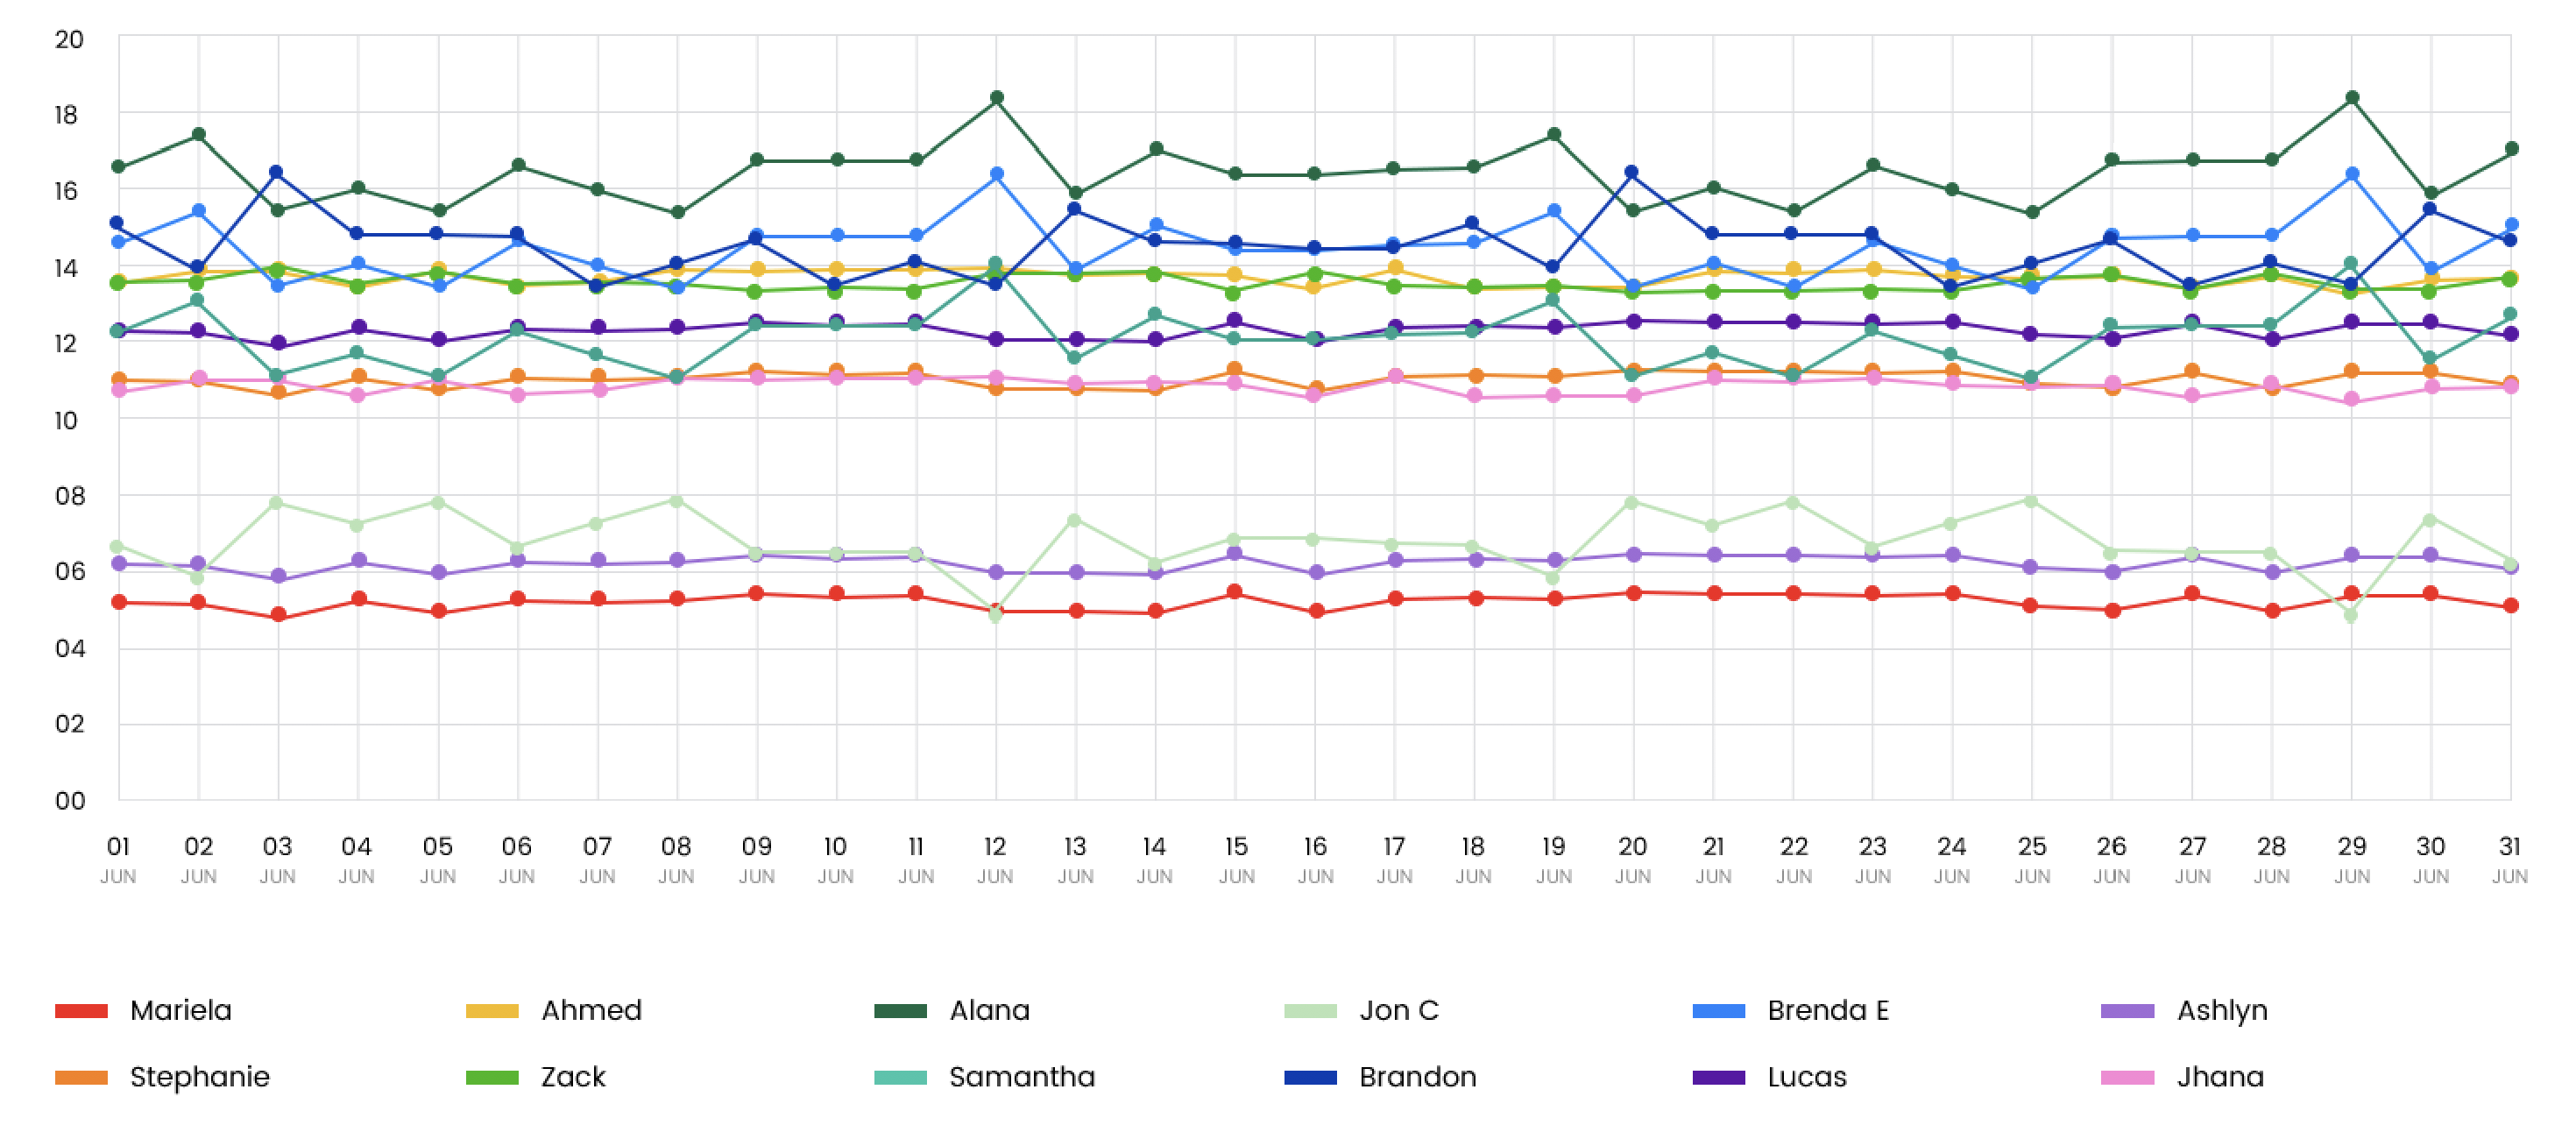 20
18
16
14
12
10
08
06
04
02
00
01 02 03 04 05 06 07 08 09 10 11 12 13 14 15 16 17 18 19 20 21 22 23 24 25 26 27 28 29 30 31
JUN JUN JUN JUN JUN JUN JUN JUN JUN JUN JUN JUN JUN JUN JUN JUN JUN JUN JUN JUN JUN JUN JUN JUN JUN JUN JUN JUN JUN JUN JUN
Mariela Ahmed Alana Jon C Brenda E Ashlyn
Stephanie Zack Samantha Brandon Lucas Jhana